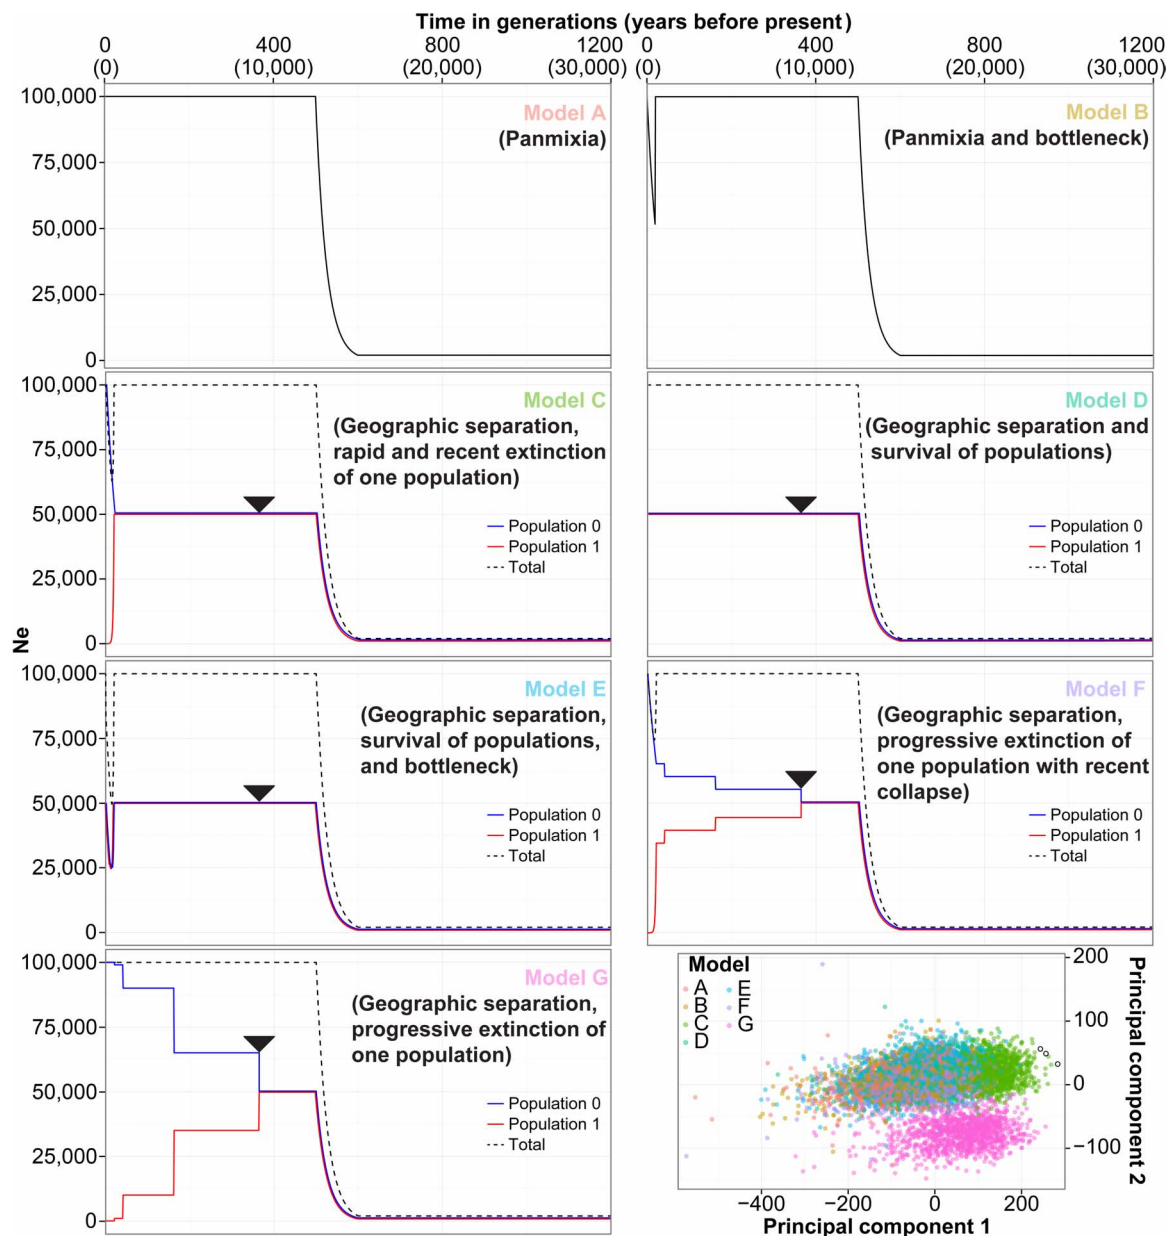 Time in generations (years before present)
0 400 800 1200 0 400 800 1200
(0) (10,000) (20,000) (30,000) (0) (10,000) (20,000) (30,000)
100,000
75,000
50,000
25,000
0
Model A
(Panmixia)
Model B
(Panmixia and bottleneck)
100,000
75,000
50,000
25,000
0
Model C
(Geographic separation,
rapid and recent extinction
of one population)
Population 0
Population 1
Total
Model D
(Geographic separation and
survival of populations)
Population 0
Population 1
Total
Ne
100,000
75,000
50,000
25,000
0
Model E
(Geographic separation,
survival of populations,
and bottleneck)
Population 0
Population 1
Total
Model F
(Geographic separation,
progressive extinction of
one population with recent
collapse)
Population 0
Population 1
Total
100,000
75,000
50,000
25,000
0
Model G
(Geographic separation,
progressive extinction of
one population)
Population 0
Population 1
Total
Model
A E
B F
C G
D
200
100
0
−100
Principal component 2
−400 −200 0 200
Principal component 1